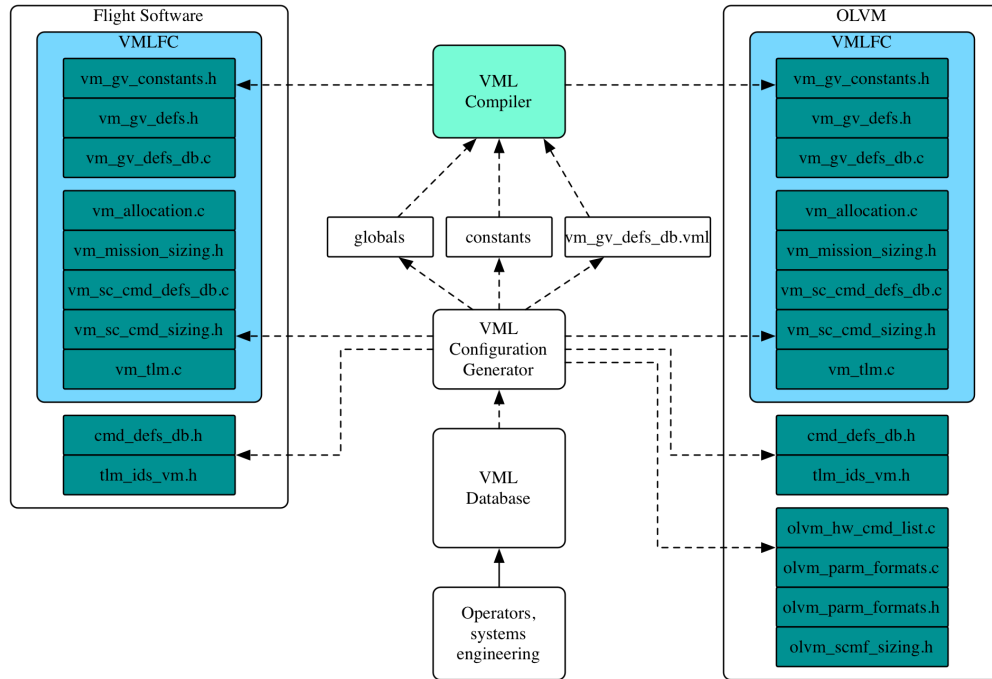 Flight Software
VMLFC
vm_gv_constants.h
vm_gv_defs.h
vm_gv_defs_db.c
vm_allocation.c
vm_mission_sizing.h
vm_sc_cmd_defs_db.c
vm_sc_cmd_sizing.h
vm_tlm.c
cmd_defs_db.h
tlm_ids_vm.h
VML
Compiler
globals
constants
vm_gv_defs_db.vml
VML
Configuration
Generator
VML
Database
Operators,
systems
engineering
OLVM
VMLFC
vm_gv_constants.h
vm_gv_defs.h
vm_gv_defs_db.c
vm_allocation.c
vm_mission_sizing.h
vm_sc_cmd_defs_db.c
vm_sc_cmd_sizing.h
vm_tlm.c
cmd_defs_db.h
tlm_ids_vm.h
olvm_hw_cmd_list.c
olvm_parm_formats.c
olvm_parm_formats.h
olvm_scmf_sizing.h